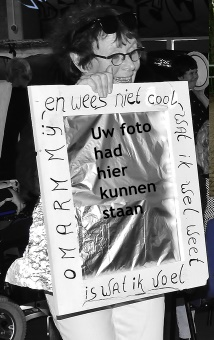 en wees niet cool
wat ik wel weet
is wat ik voel
OMARM MIJ
Uw foto
had
hier
kunnen
staan